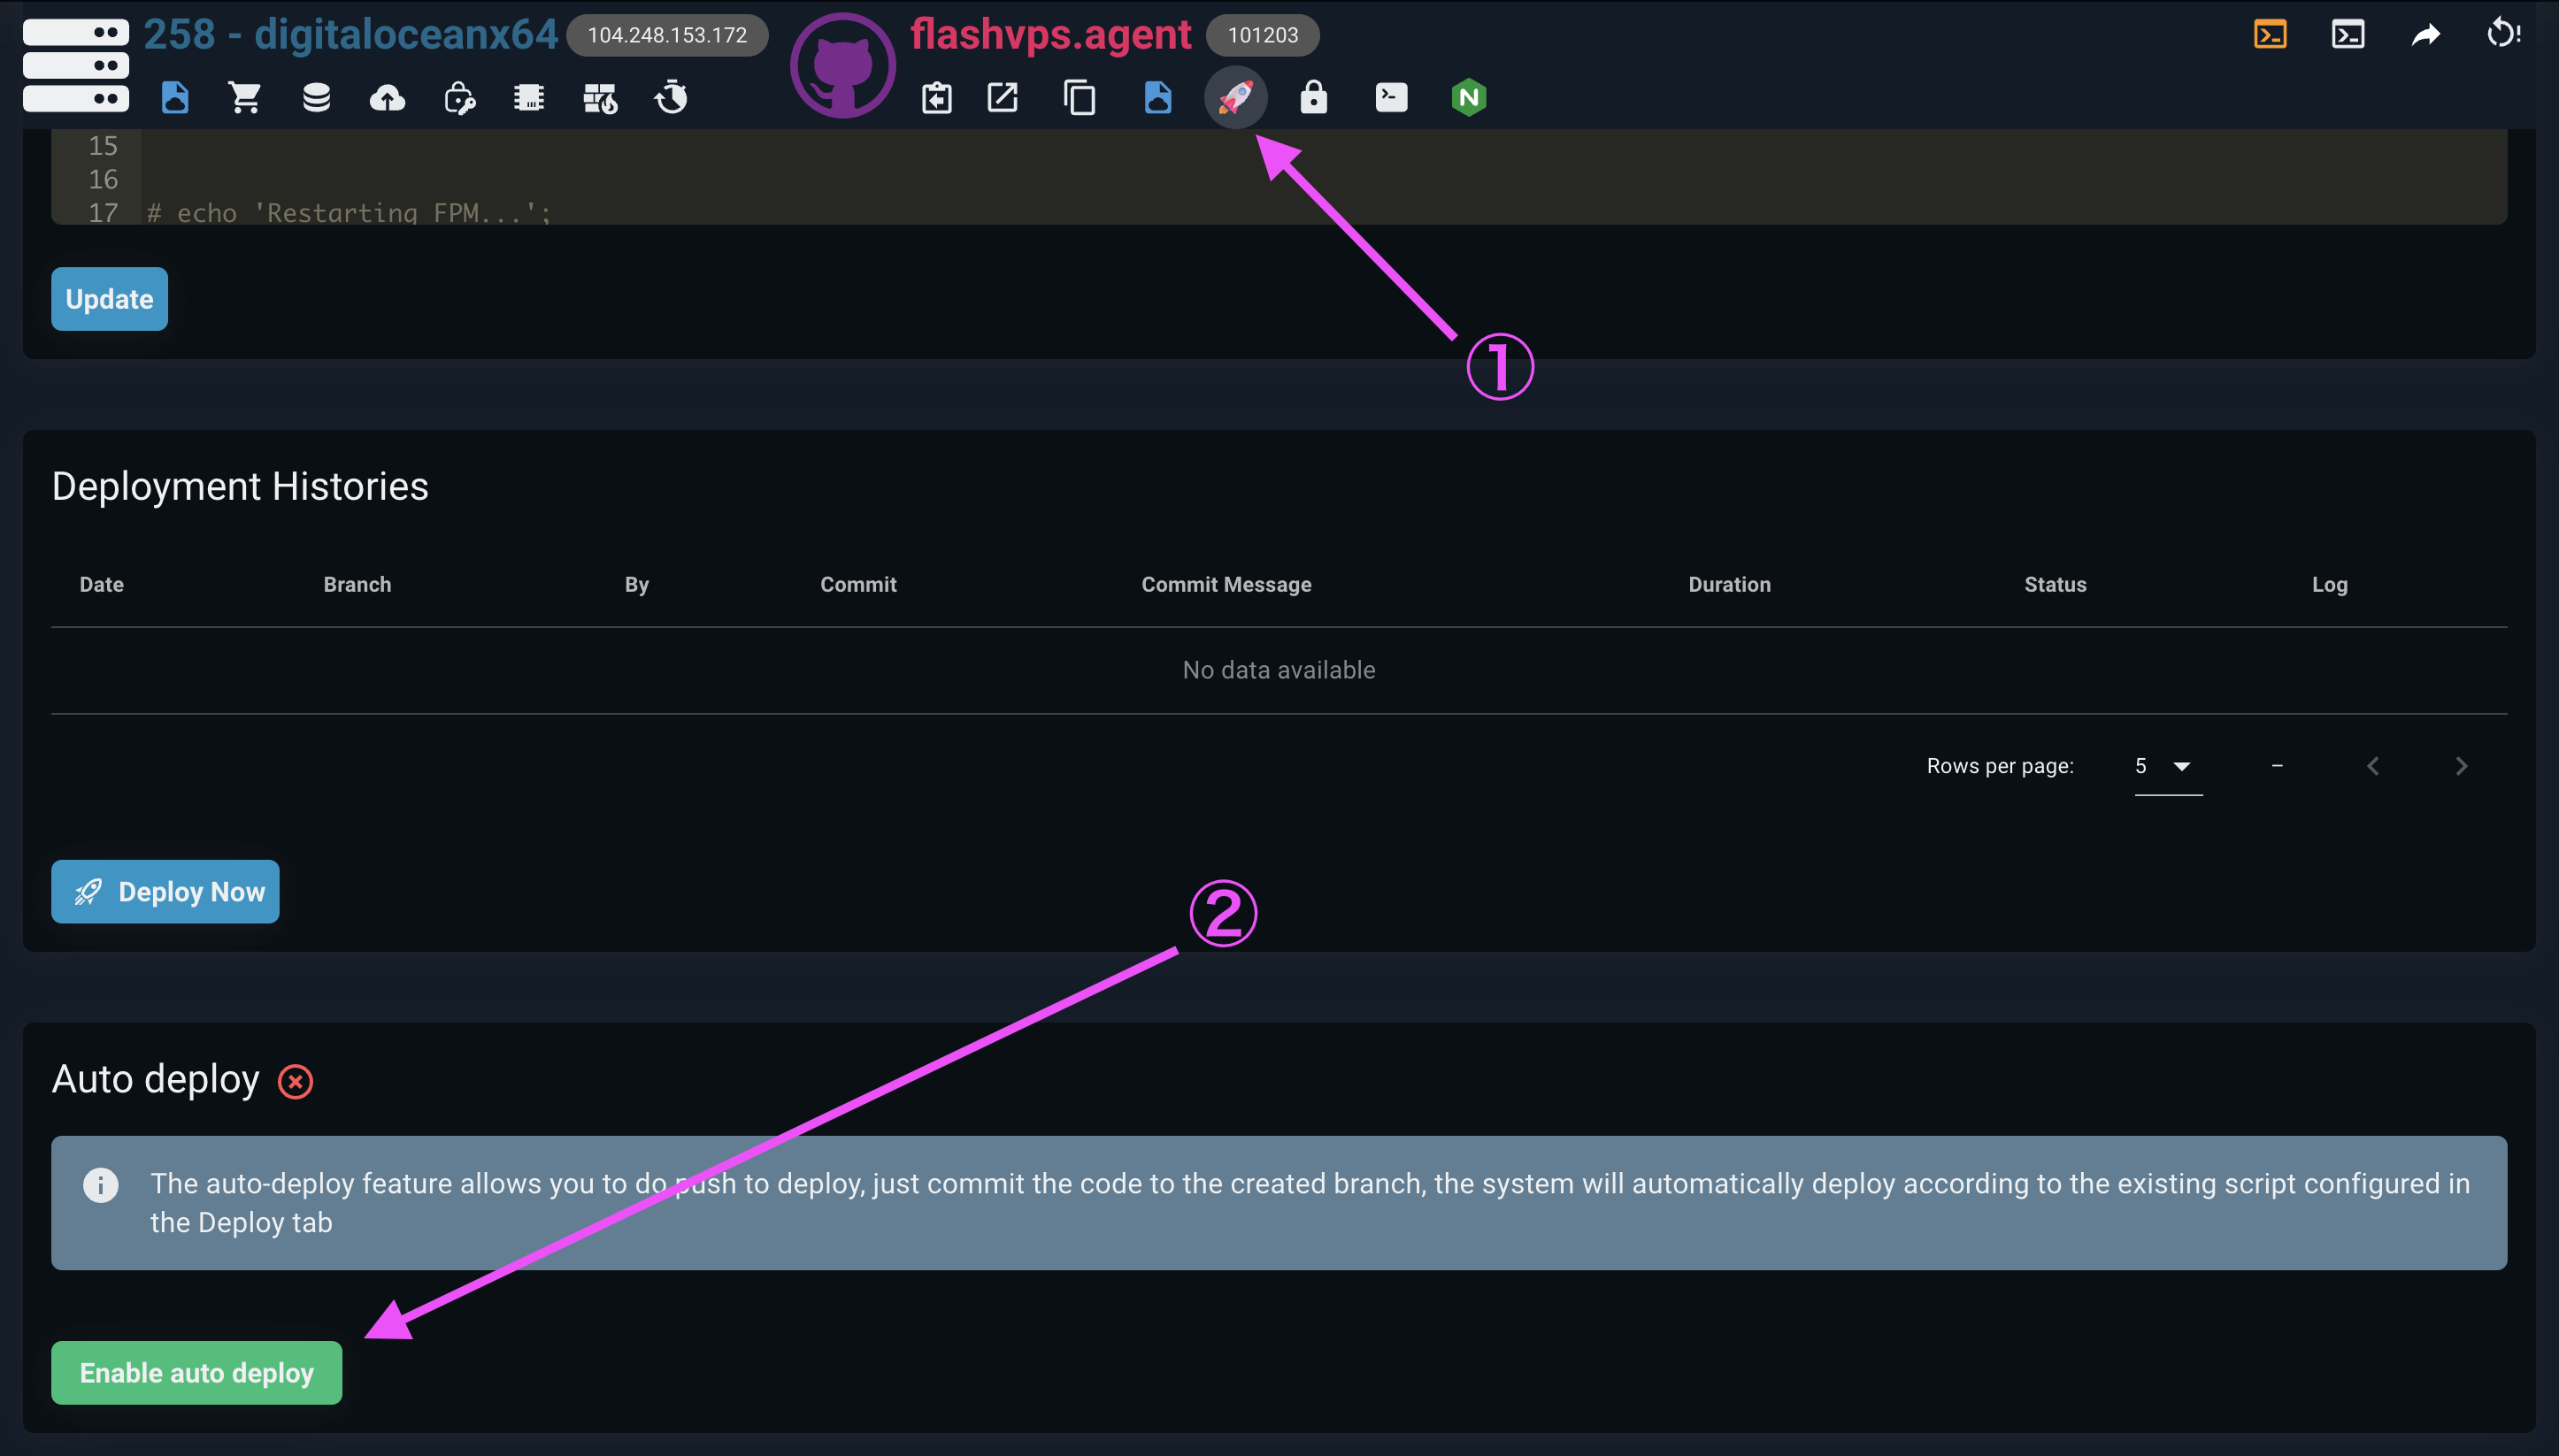 258 - digitaloceanx64 104.248.153.172 flashvps.agent 101203
15
16
17 # echo 'Restarting FPM...';
Update
①
Deployment Histories
Date Branch By Commit Commit Message Duration Status Log
No data available
Rows per page: 5 –
Deploy Now
②
Auto deploy
The auto-deploy feature allows you to do push to deploy, just commit the code to the created branch, the system will automatically deploy according to the existing script configured in
the Deploy tab
Enable auto deploy